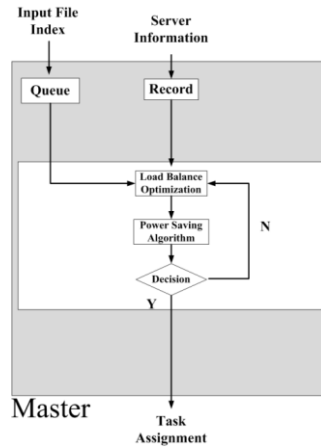 Input File
Index
Server
Information
Queue
Record
Load Balance
Optimization
Power Saving
Algorithm
N
Decision
Y
Master
Task
Assignment